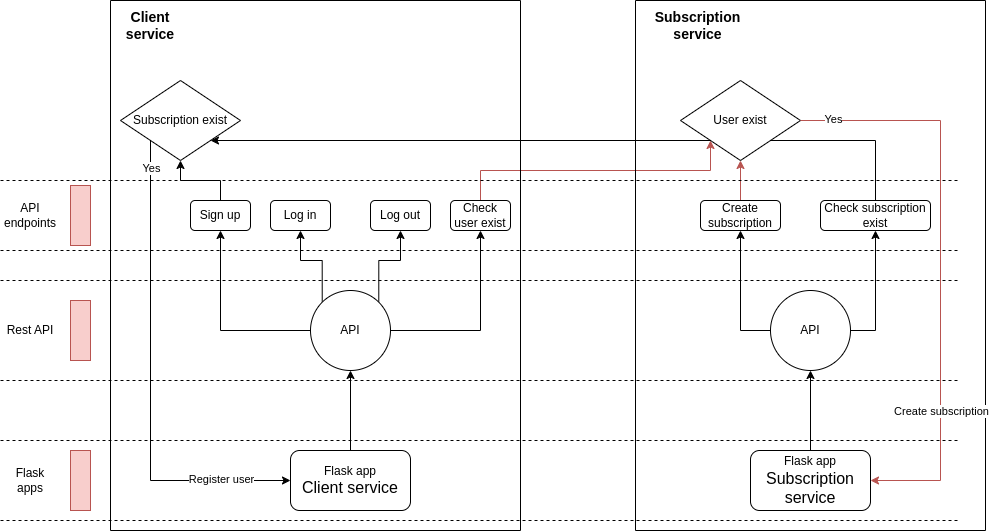 Client
service
Subscription
service
Subscription exist
User exist
Yes
Yes
API
endpoints
Sign up
Log in
Log out
Check
user exist
Create
subscription
Check subscription
exist
Rest API
API
API
Create subscription
Flask
apps
Register user
Flask app
Client service
Flask app
Subscription
service